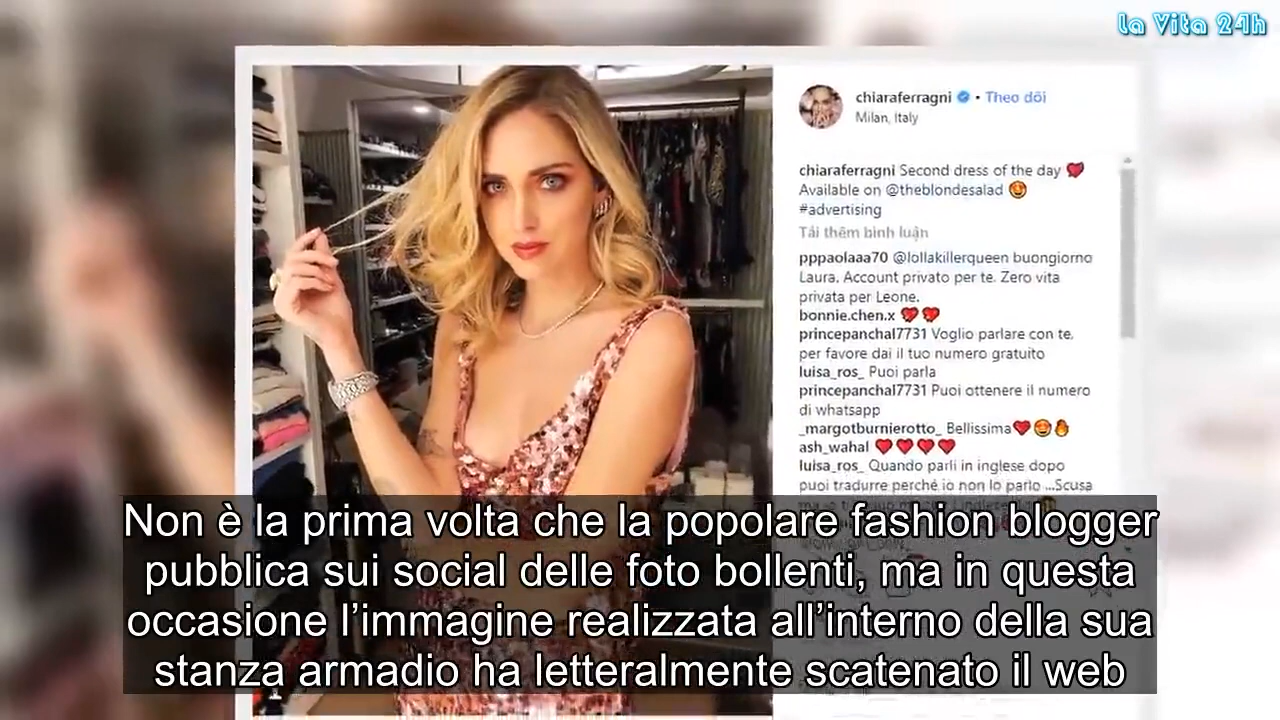 la Vita 24h
chiaraferragni • Theo dõi
Milan, Italy
chiaraferragni Second dress of the day
Available on @theblondesalad
#advertising
Tải thêm bình luận
pppaolaaa70 @lollakillerqueen buongiorno
Laura. Account privato per te. Zero vita
privata per Leone.
bonnie.chen.x
princepanchal7731 Voglio parlare con te,
per favore dai il tuo numero gratuito
luisa_ros_ Puoi parla
princepanchal7731 Puoi ottenere il numero
di whatsapp
_margotburnierotto_ Bellissima
ash_wahal
luisa_ros_ Quando parli in inglese dopo
puoi tradurre perché io non lo parlo ...Scusa
Non è la prima volta che la popolare fashion blogger
pubblica sui social delle foto bollenti, ma in questa
occasione l'immagine realizzata all'interno della sua
stanza armadio ha letteralmente scatenato il web